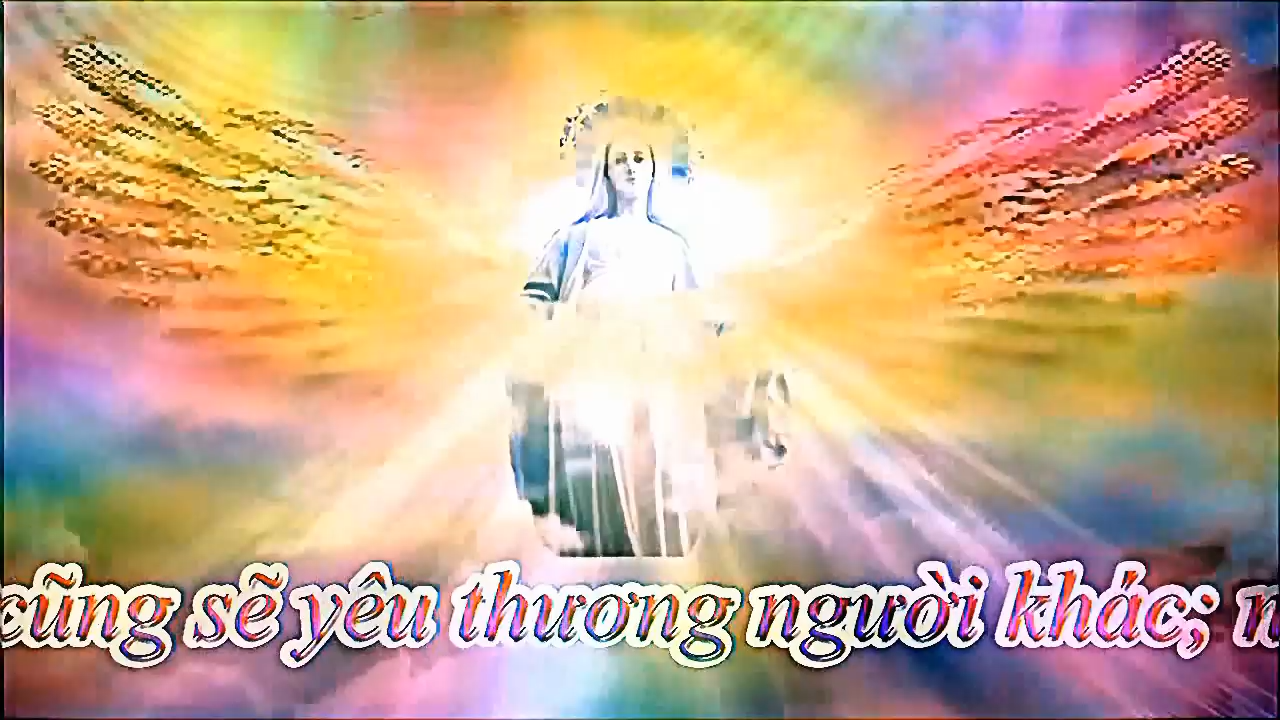 cũng sẽ yêu thương người khác;